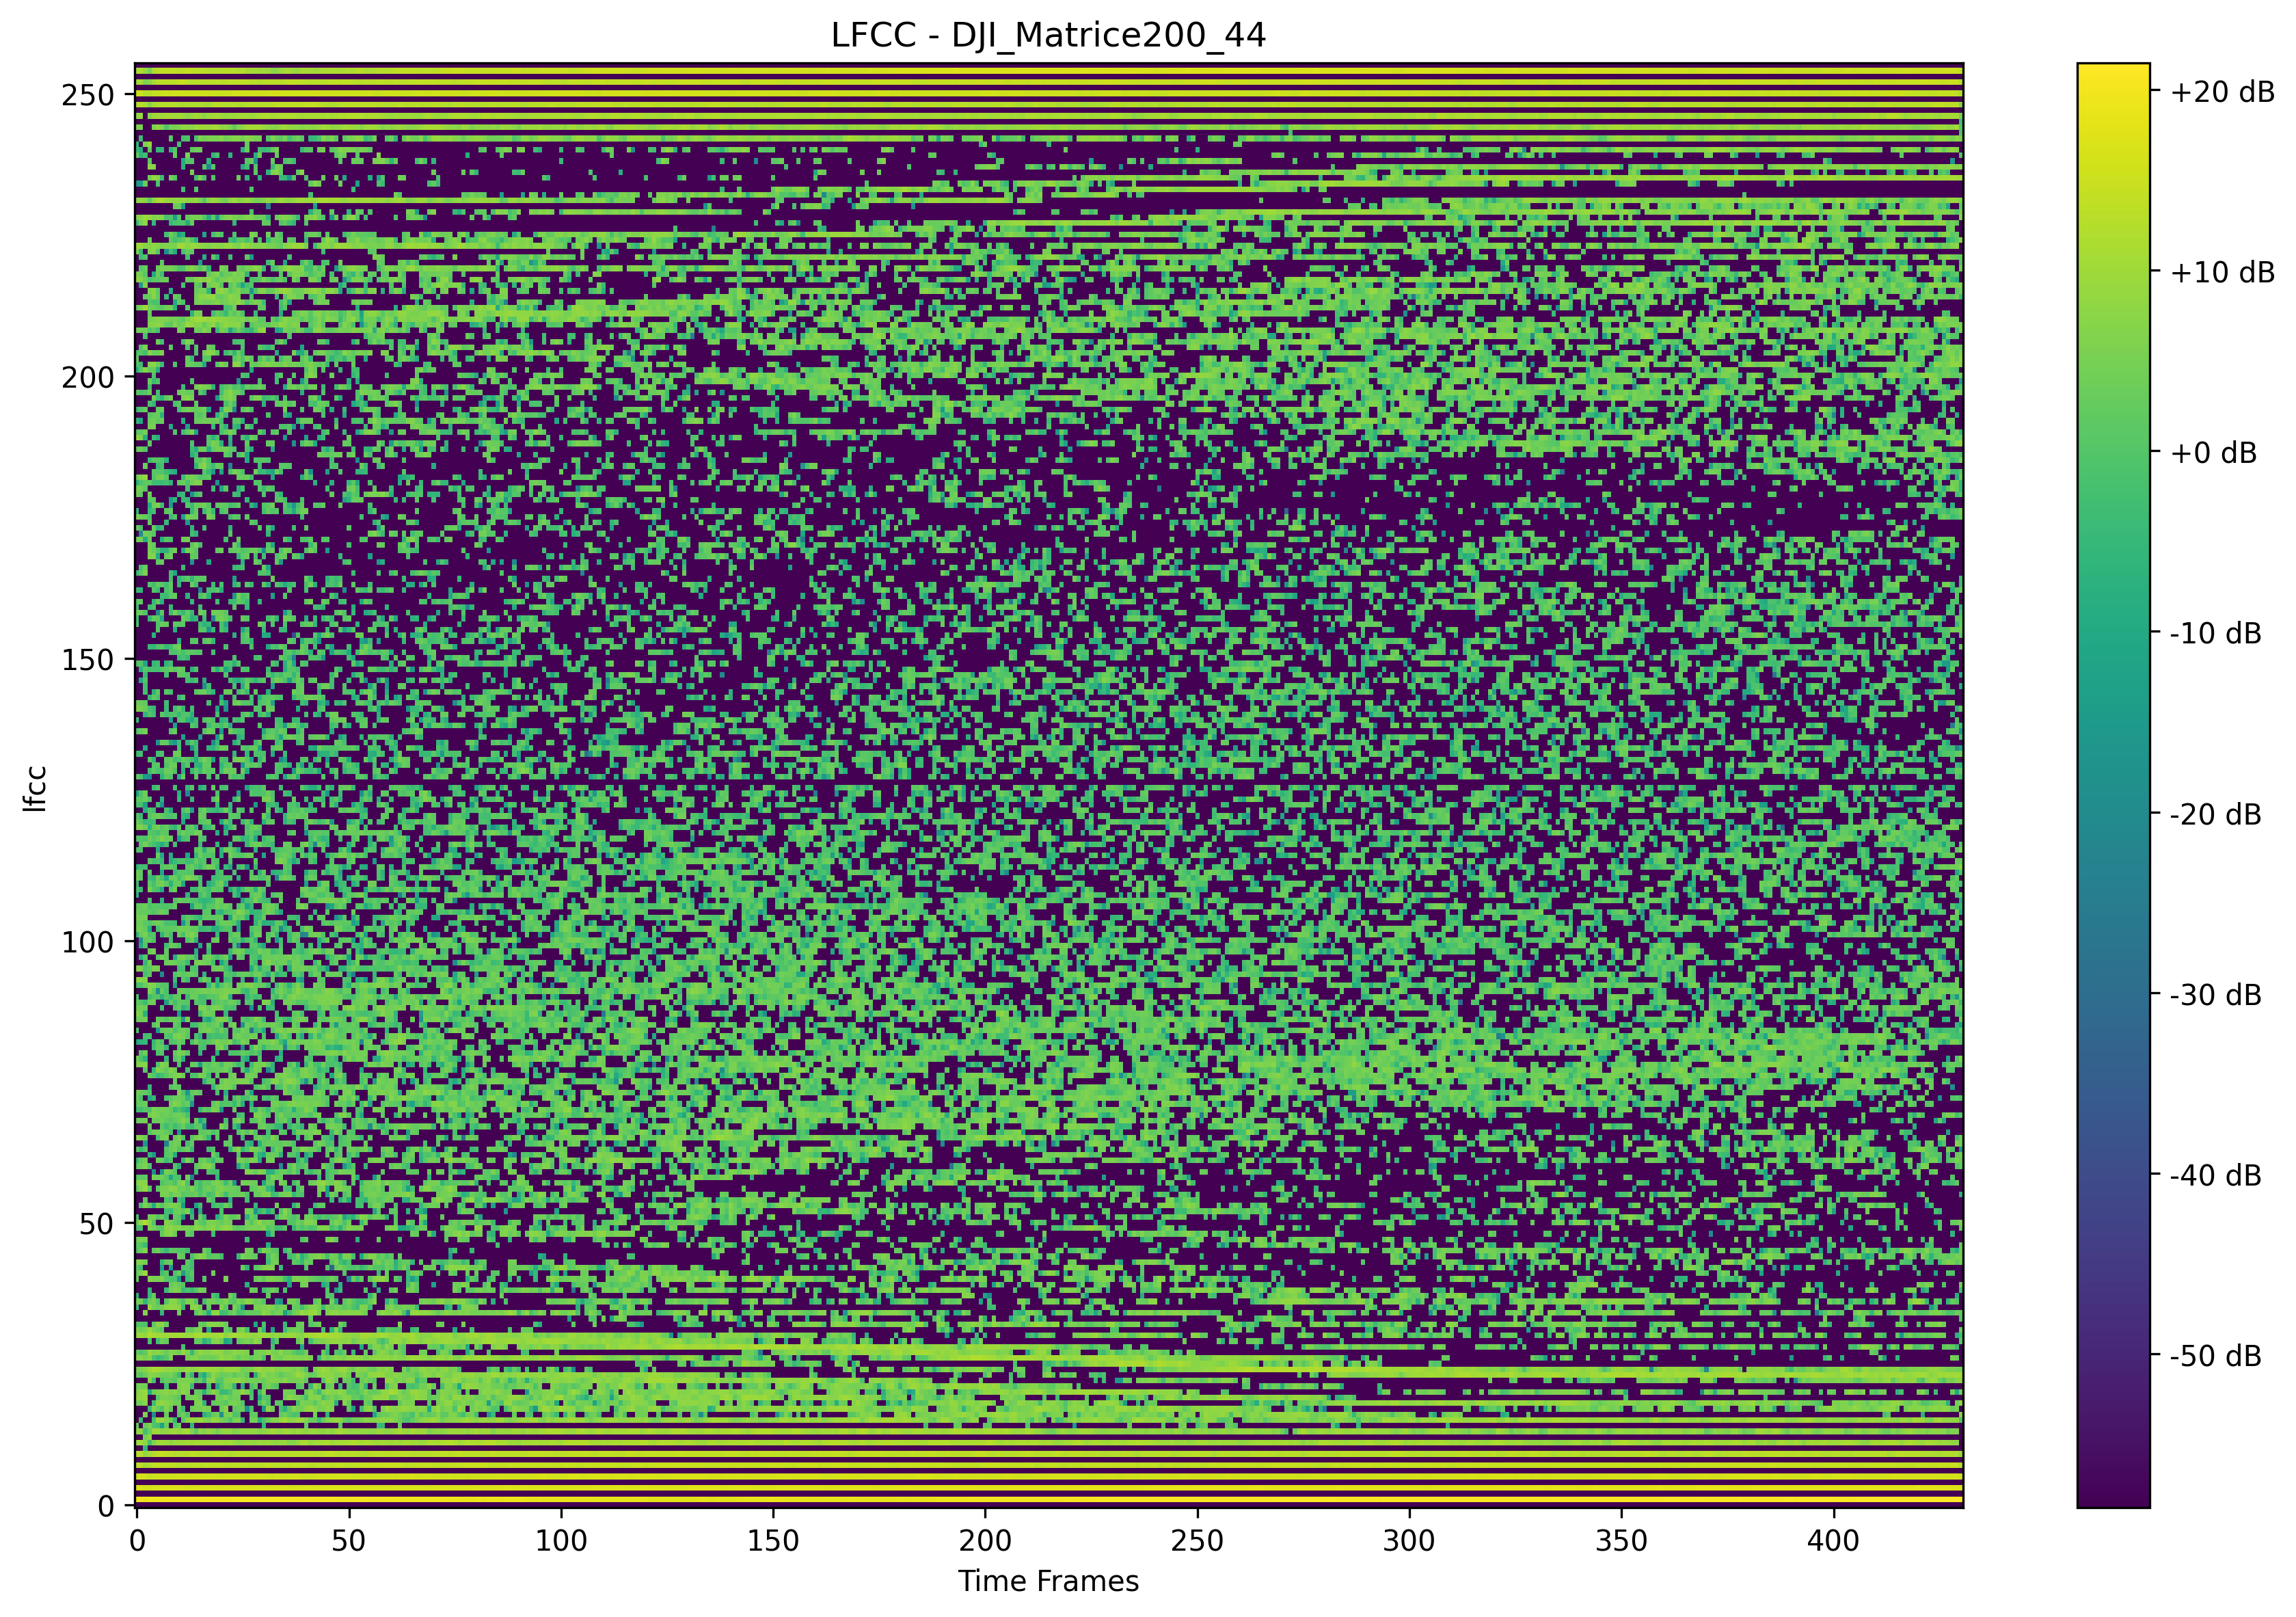 LFCC - DJI_Matrice200_44
250
200
150
100
50
0
lfcc
0 50 100 150 200 250 300 350 400
Time Frames
+20 dB
+10 dB
+0 dB
-10 dB
-20 dB
-30 dB
-40 dB
-50 dB